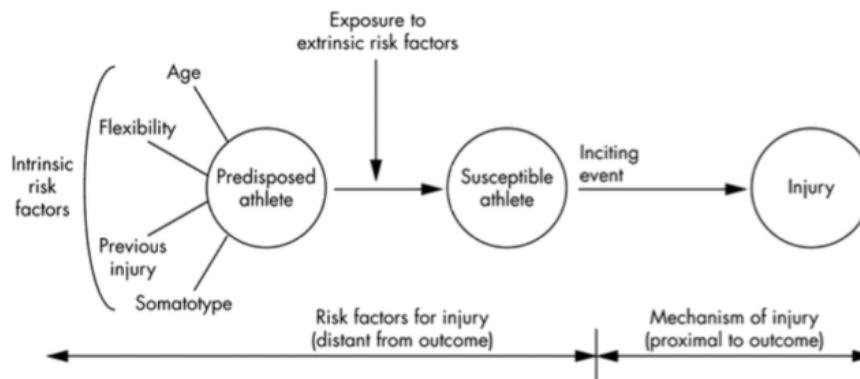 Exposure to
extrinsic risk factors
Age
Flexibility
Intrinsic
risk
factors
Previous
injury
Somatotype
Predisposed
athlete
Susceptible
athlete
Inciting
event
Injury
Risk factors for injury
(distant from outcome)
Mechanism of injury
(proximal to outcome)